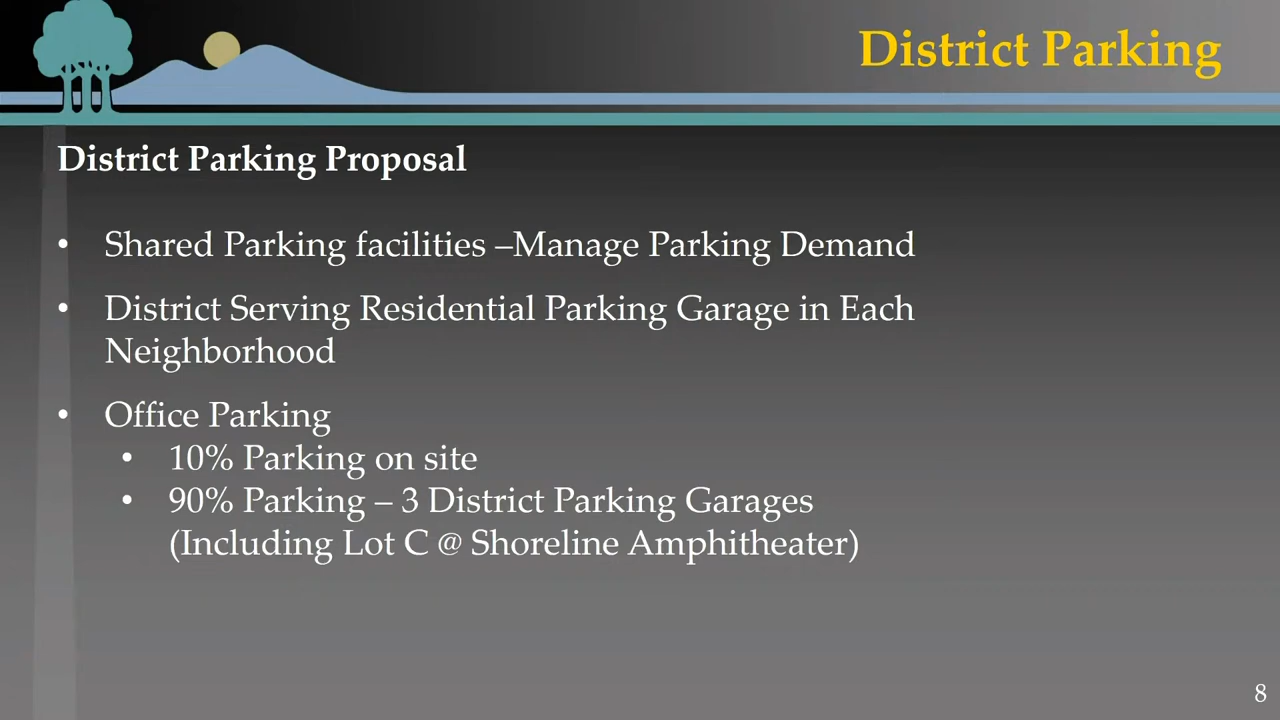 District Parking
District Parking Proposal
• Shared Parking facilities –Manage Parking Demand
• District Serving Residential Parking Garage in Each
Neighborhood
• Office Parking
• 10% Parking on site
• 90% Parking – 3 District Parking Garages
(Including Lot C @ Shoreline Amphitheater)
8